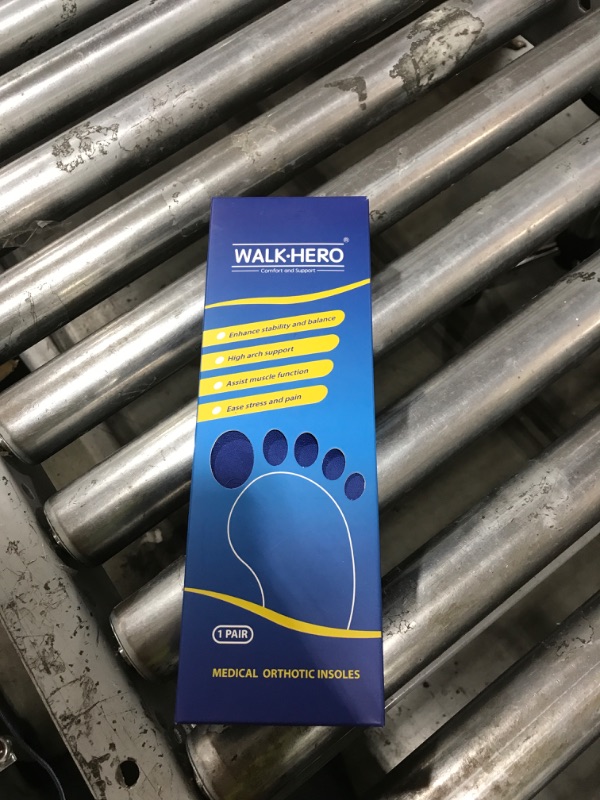 WALK·HERO®
Comfort and Support
Enhance stability and balance
High arch support
Assist muscle function
Ease stress and pain
1 PAIR
MEDICAL ORTHOTIC INSOLES